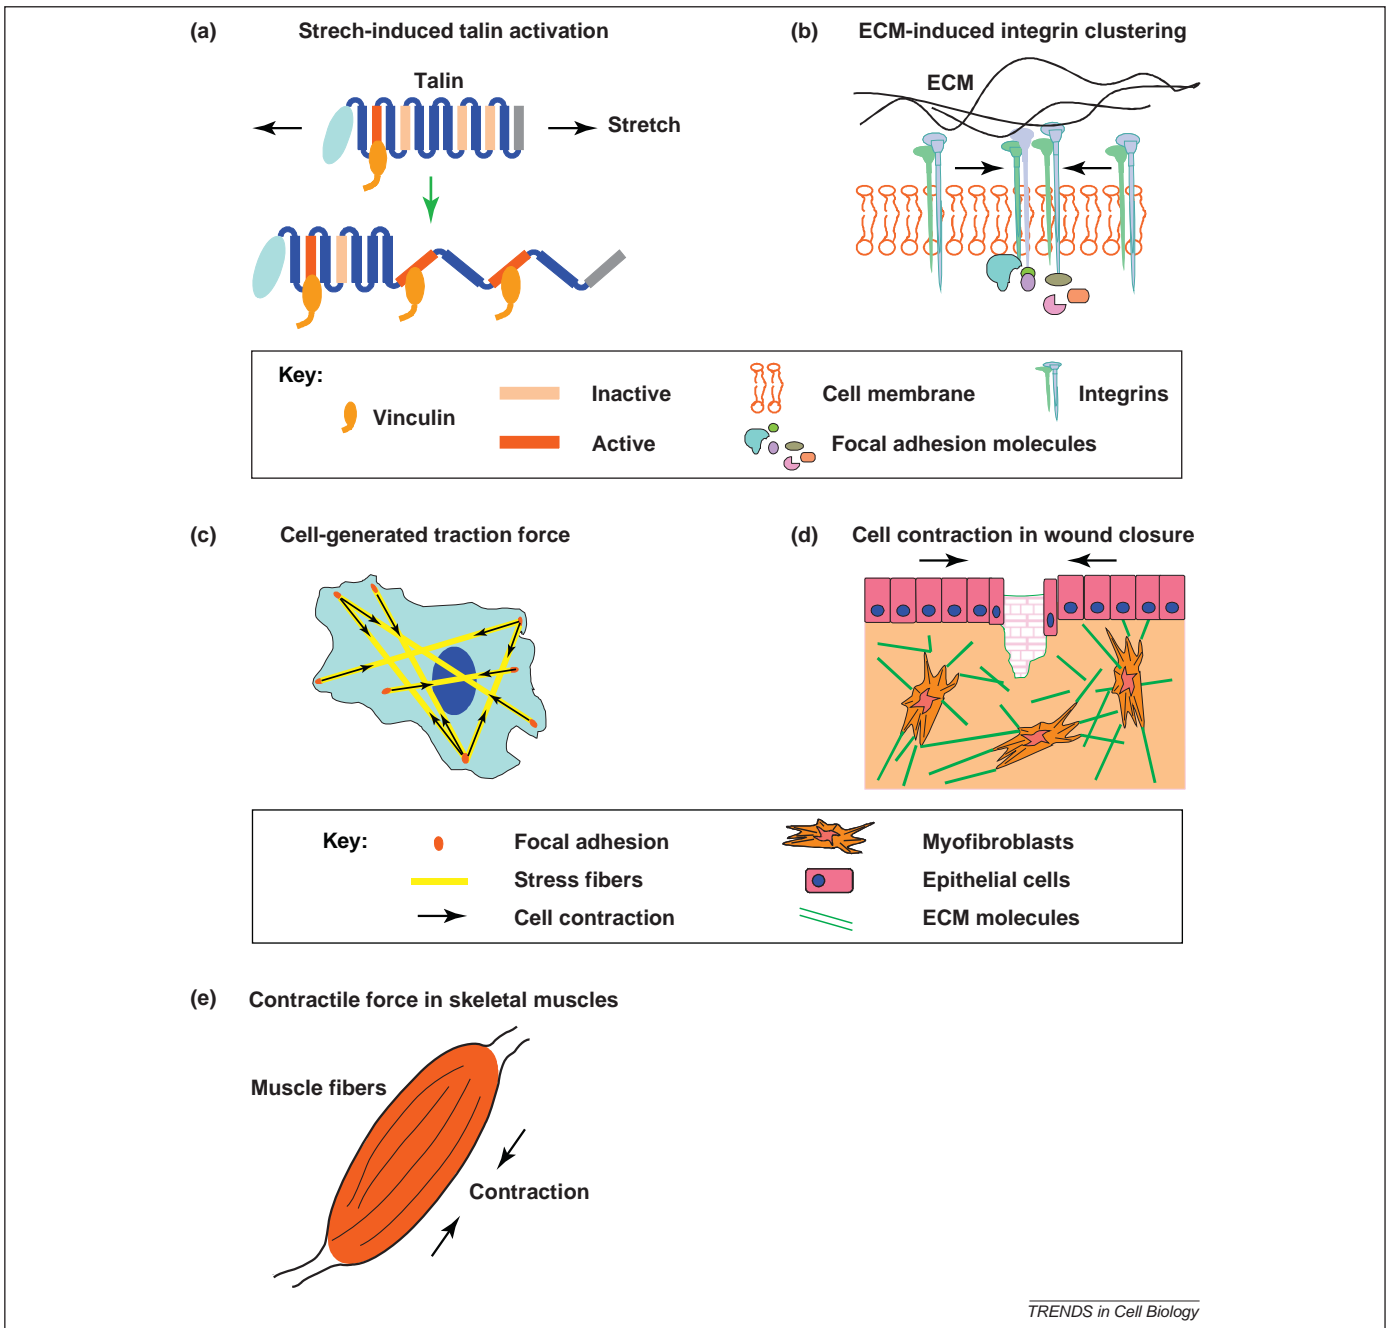 (a) Strech-induced talin activation
Talin
Stretch
(b) ECM-induced integrin clustering
ECM
Key:
Vinculin
Inactive
Active
Cell membrane
Focal adhesion molecules
Integrins
(c) Cell-generated traction force
(d) Cell contraction in wound closure
Key:
Focal adhesion
Stress fibers
Cell contraction
Myofibroblasts
Epithelial cells
ECM molecules
(e) Contractile force in skeletal muscles
Muscle fibers
Contraction
TRENDS in Cell Biology